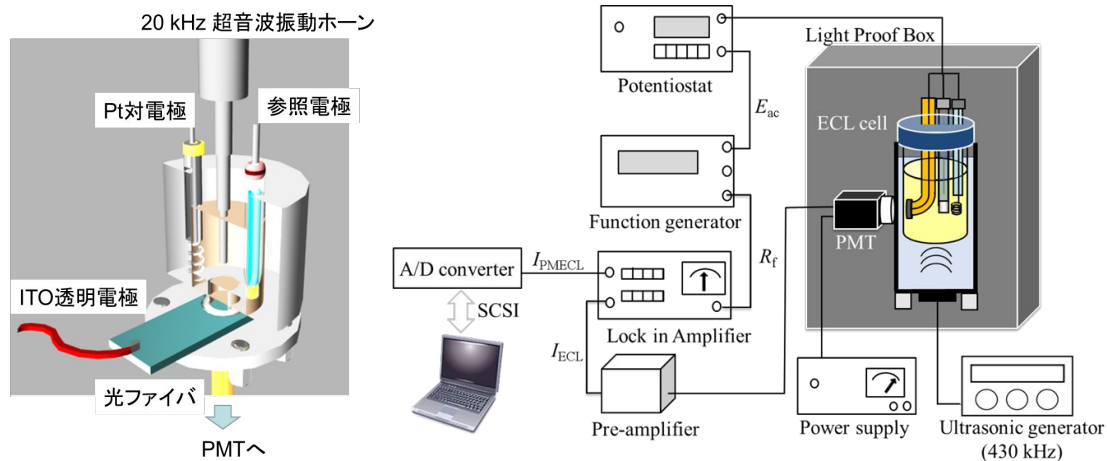 20 kHz 超音波振動ホーン
Pt対電極
参照電極
ITO透明電極
光ファイバ
PMTへ
Potentiostat
Light Proof Box
E_ac
ECL cell
Function generator
PMT
R_f
A/D converter
I_PMECL
SCSI
Lock in Amplifier
I_ECL
Pre-amplifier
Power supply
Ultrasonic generator
(430 kHz)